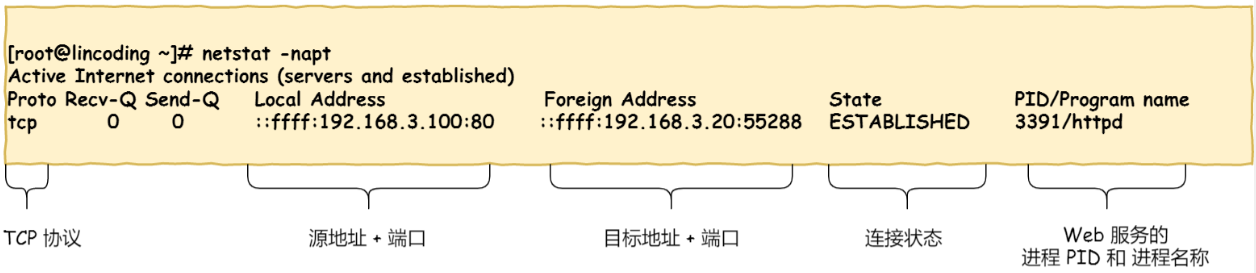 [root@lincoding ~]# netstat -napt
Active Internet connections (servers and established)
Proto Recv-Q Send-Q Local Address Foreign Address State PID/Program name
tcp 0 0 ::ffff:192.168.3.100:80 ::ffff:192.168.3.20:55288 ESTABLISHED 3391/httpd
TCP 协议 源地址 + 端口 目标地址 + 端口 连接状态 Web 服务的
进程 PID 和 进程名称